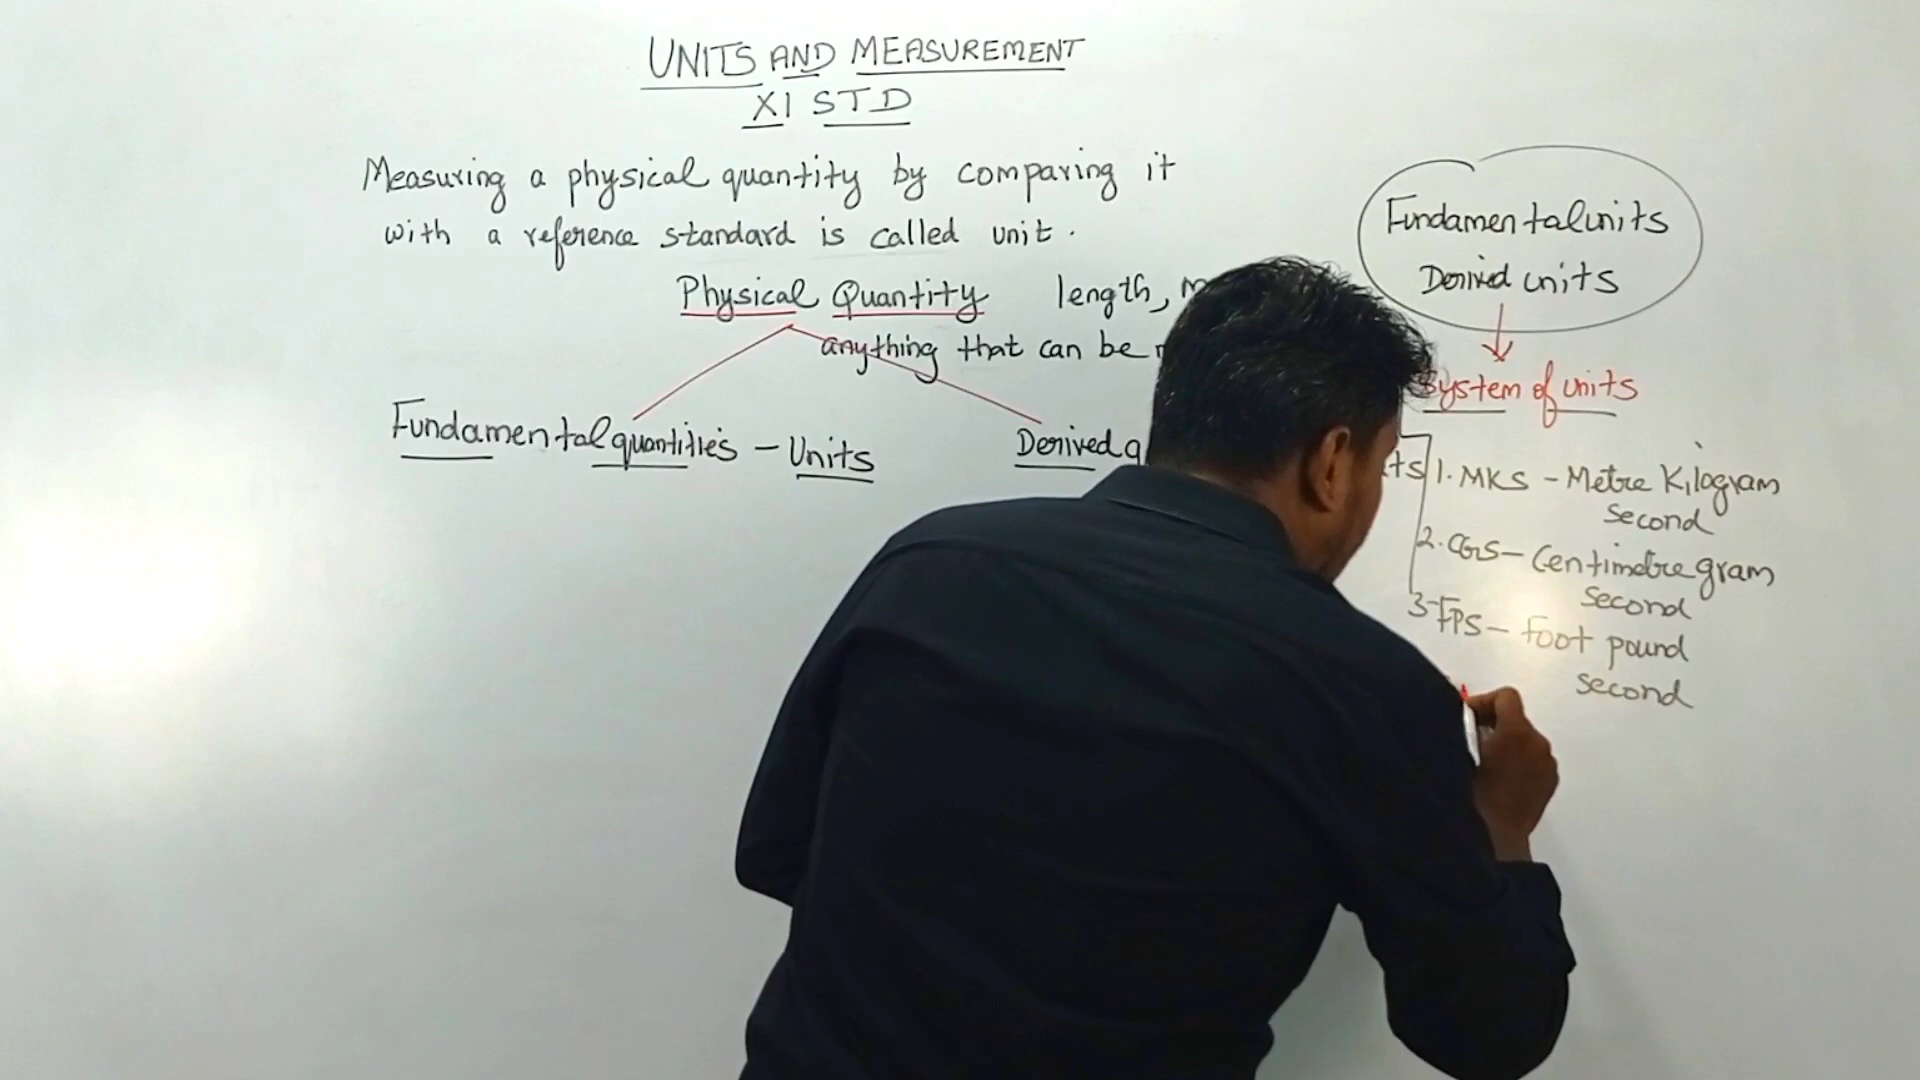 UNITS AND MEASUREMENT
XI STD
Measuring a physical quantity by comparing it
with a reference standard is called unit.
Physical Quantity length,
anything that can be
Fundamental quantities - Units
Derived
Fundamental units
Derived units
System of units
1. MKS - Metre Kilogram
second
2. CGS - Centimetre gram
second
3. FPS - Foot pound
second